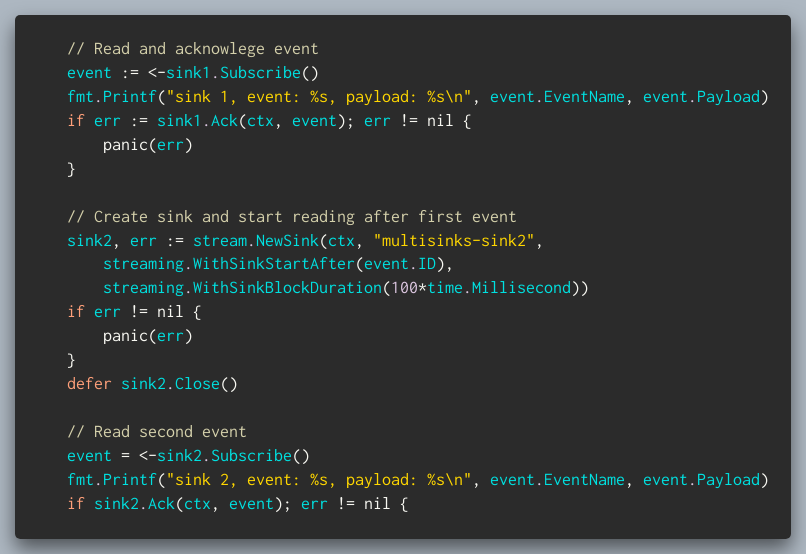 // Read and acknowlege event
event := <-sink1.Subscribe()
fmt.Printf("sink 1, event: %s, payload: %s\n", event.EventName, event.Payload)
if err := sink1.Ack(ctx, event); err != nil {
    panic(err)
}

// Create sink and start reading after first event
sink2, err := stream.NewSink(ctx, "multisinks-sink2",
    streaming.WithSinkStartAfter(event.ID),
    streaming.WithSinkBlockDuration(100*time.Millisecond))
if err != nil {
    panic(err)
}
defer sink2.Close()

// Read second event
event = <-sink2.Subscribe()
fmt.Printf("sink 2, event: %s, payload: %s\n", event.EventName, event.Payload)
if sink2.Ack(ctx, event); err != nil {